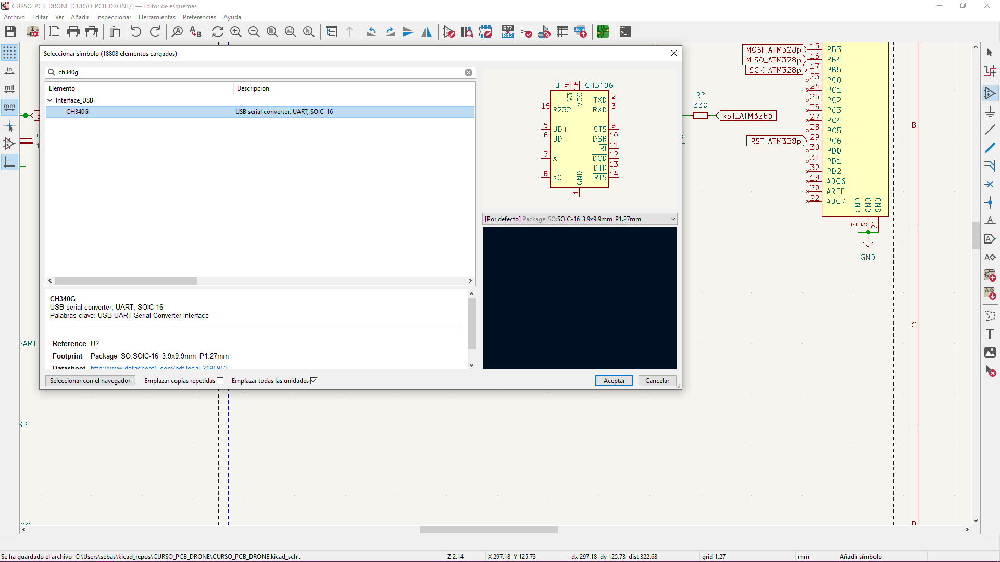 CURSO_PCB_DRONE [CURSO_PCB_DRONE/] — Editor de esquemas
Archivo Editar Ver Añadir Inspeccionar Herramientas Preferencias Ayuda
Seleccionar símbolo (18808 elementos cargados)
ch340g
Elemento Descripción
Interface_USB
CH340G USB serial converter, UART, SOIC-16
CH340G
USB serial converter, UART, SOIC-16
Palabras clave: USB UART Serial Converter Interface
Reference U?
Footprint Package_SO:SOIC-16_3.9x9.9mm_P1.27mm
Datasheet http://www.datasheet5.com/pdf-local-2195953
Seleccionar con el navegador Emplazar copias repetidas Emplazar todas las unidades Aceptar Cancelar
U 4 16 CH340G
V3 VCC
15 R232
5 UD+
6 UD-
7 XI
8 XO
TXD 2
RXD 3
CTS 9
DSR 10
RI 11
DCD 12
DTR 13
RTS 14
GND
1
[Por defecto] Package_SO:SOIC-16_3.9x9.9mm_P1.27mm
in
mil
mm
R?
330
RST_ATM328p
MOSI_ATM328p 15 PB3
MISO_ATM328p 16 PB4
SCK_ATM328p 17 PB5
23 PC0
24 PC1
25 PC2
26 PC3
27 PC4
28 PC5
RST_ATM328p 29 PC6
30 PD0
31 PD1
32 PD2
19 ADC6
20 AREF
22 ADC7
GND GND GND
3 5 21
GND
B
C
D
SART
SPI
R??
R42
bom
Se ha guardado el archivo 'C:\Users\sebas\kicad_repos\CURSO_PCB_DRONE\CURSO_PCB_DRONE.kicad_sch'.
Z 2.14
X 297.18 Y 125.73
dx 297.18 dy 125.73 dist 322.68
grid 1.27
mm
Añadir símbolo